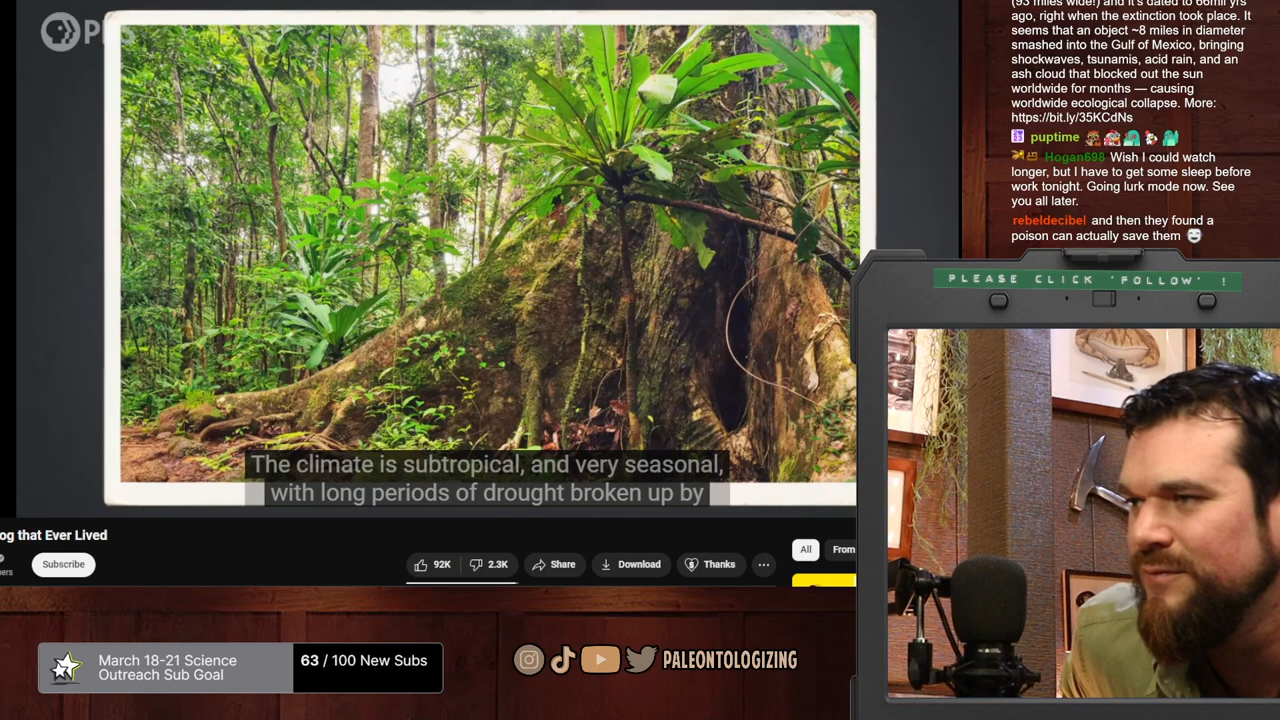 PBS
The climate is subtropical, and very seasonal,
with long periods of drought broken up by
og that Ever Lived
ers
Subscribe
92K
2.3K
Share
Download
Thanks
All
From
(93 miles wide!) and it's dated to 66mil yrs
ago, right when the extinction took place. It
seems that an object ~8 miles in diameter
smashed into the Gulf of Mexico, bringing
shockwaves, tsunamis, acid rain, and an
ash cloud that blocked out the sun
worldwide for months — causing
worldwide ecological collapse. More:
https://bit.ly/35KCdNs
puptime
Hogan698 Wish I could watch
longer, but I have to get some sleep before
work tonight. Going lurk mode now. See
you all later.
rebeldecibel and then they found a
poison can actually save them
PLEASE CLICK "FOLLOW" !
March 18-21 Science
Outreach Sub Goal
63 / 100 New Subs
PALEONTOLOGIZING